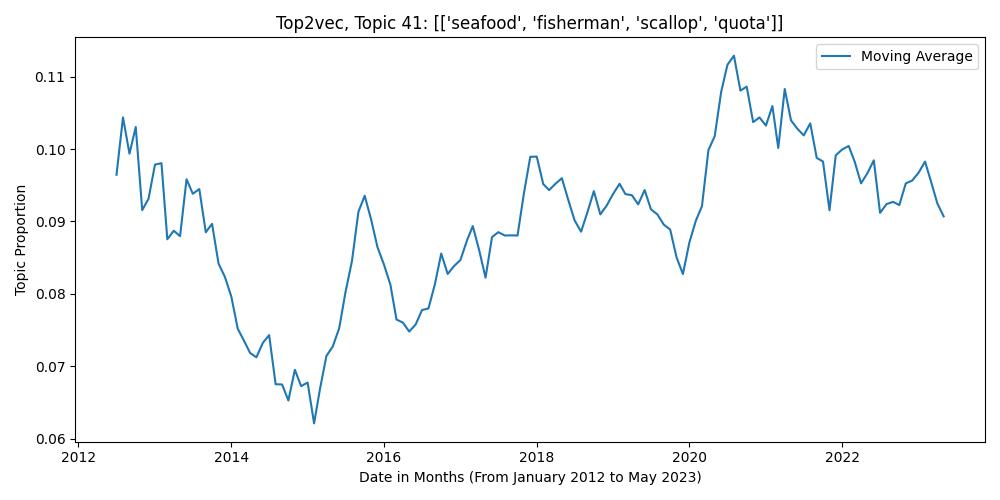 Top2vec, Topic 41: [['seafood', 'fisherman', 'scallop', 'quota']]
Moving Average
Topic Proportion
0.11
0.10
0.09
0.08
0.07
0.06
2012 2014 2016 2018 2020 2022
Date in Months (From January 2012 to May 2023)